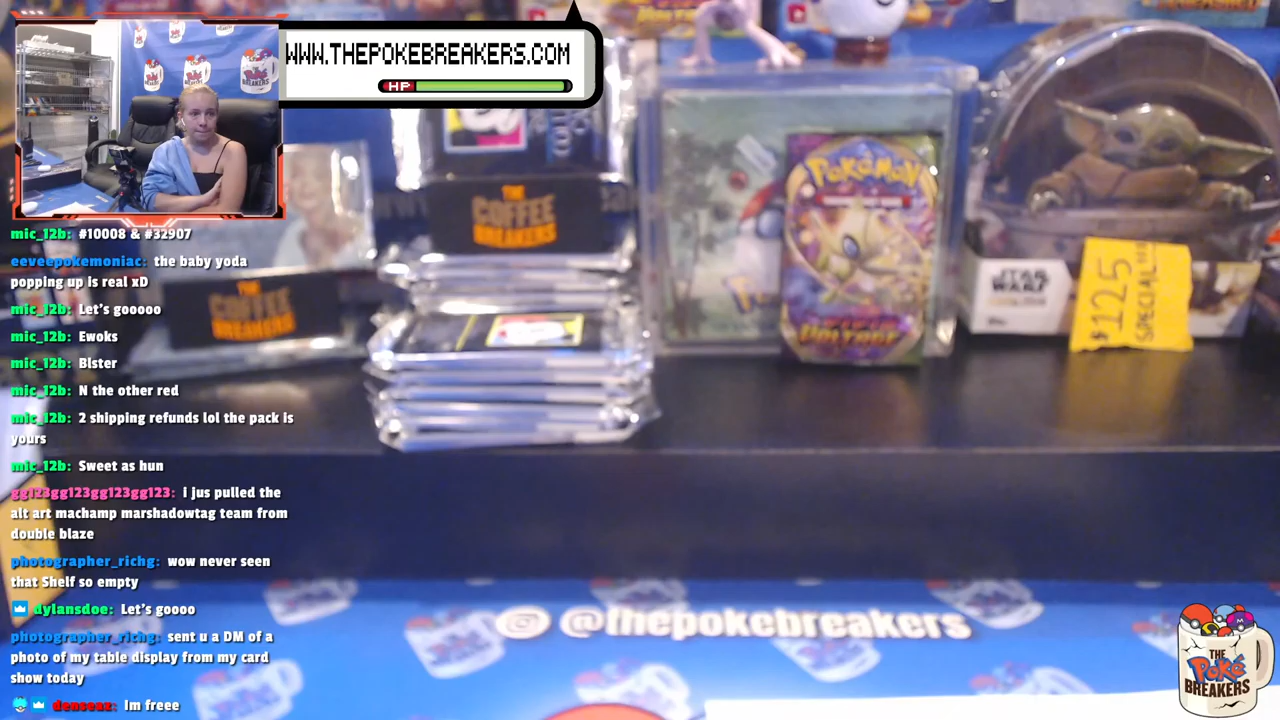 WWW.THEPOKEBREAKERS.COM
HP
mic_12b: #10008 & #32907
eeveepokemoniac: the baby yoda
popping up is real xD
mic_12b: Let's gooooo
mic_12b: Ewoks
mic_12b: Blster
mic_12b: N the other red
mic_12b: 2 shipping refunds lol the pack is
yours
mic_12b: Sweet as hun
gg123gg123gg123gg123: I jus pulled the
alt art machamp marshadowtag team from
double blaze
photographer_richg: wow never seen
that Shelf so empty
dylansdoe: Let's goooo
photographer_richg: sent u a DM of a
photo of my table display from my card
show today
denseaz: Im freee
THE
COFFEE
BREAKERS
THE
COFFEE
BREAKERS
POKÉMON
VIVID
VOLTAGE
STAR
WARS
$125
SPECIAL
@ @thepokebreakers
THE
Poké
BREAKERS
THE
Poké
BREAKERS